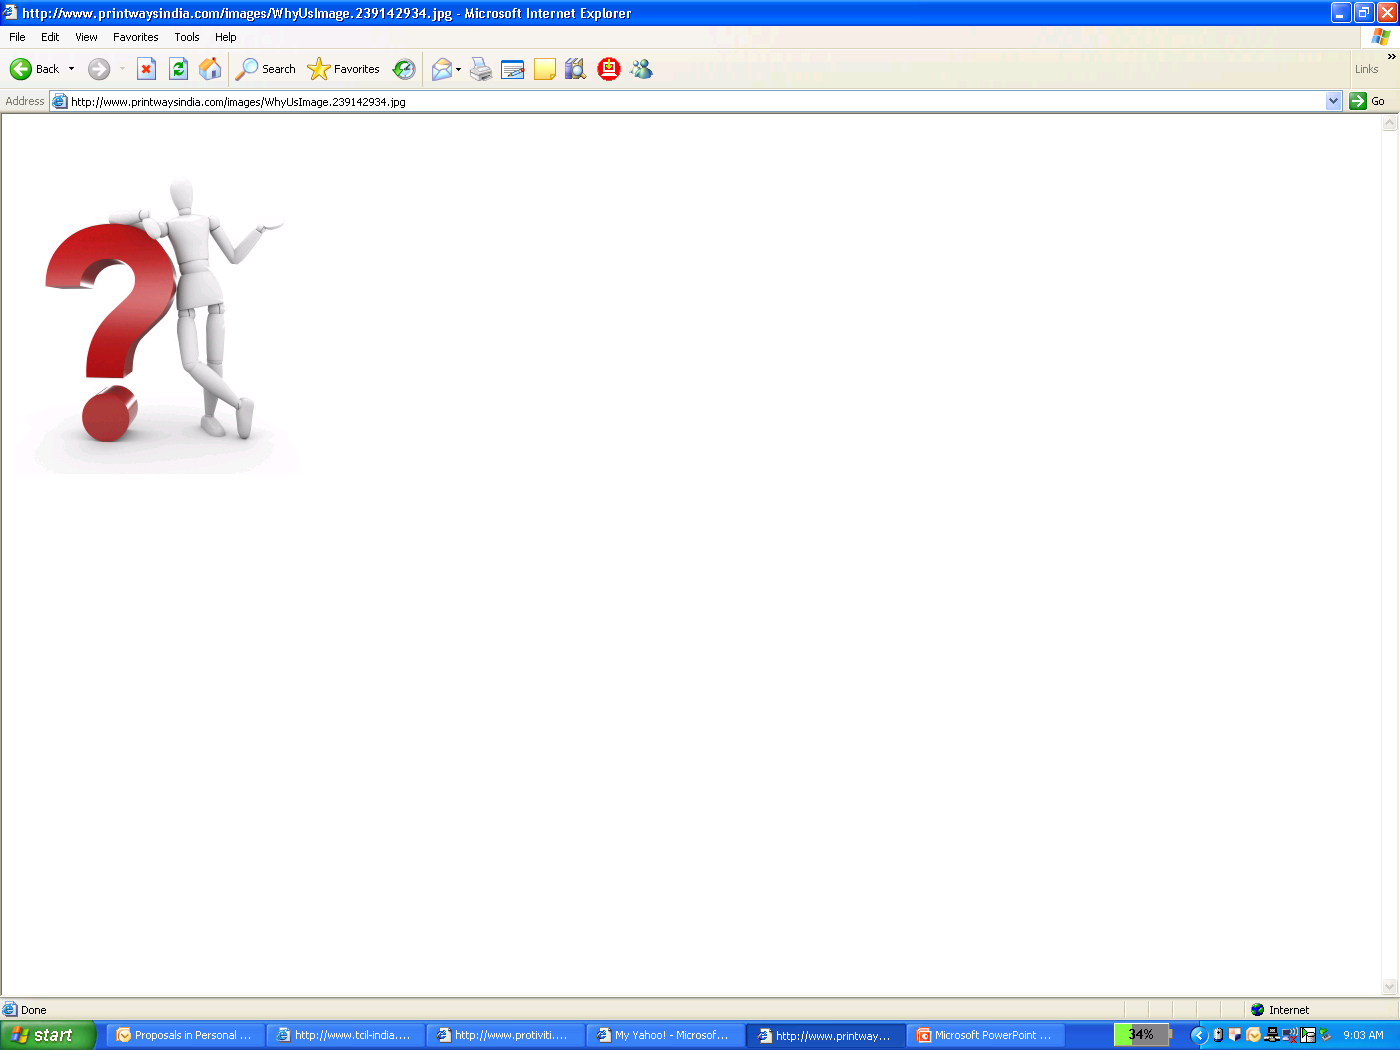 http://www.printwaysindia.com/images/WhyUsImage.239142934.jpg - Microsoft Internet Explorer
File Edit View Favorites Tools Help
Back Search Favorites Links »
Address http://www.printwaysindia.com/images/WhyUsImage.239142934.jpg Go
?
Done Internet
start Proposals in Personal ... http://www.tcil-india.... http://www.protiviti.... My Yahoo! - Microsof... http://www.printway... Microsoft PowerPoint ... 34% 9:03 AM